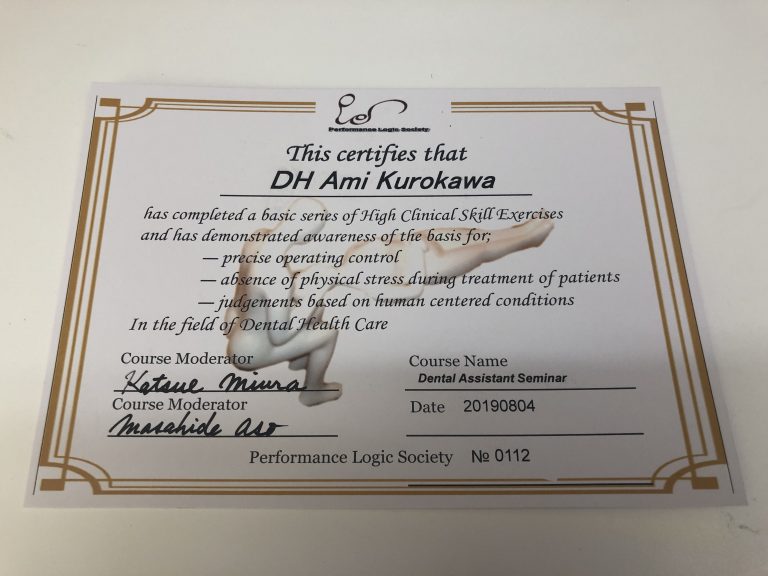 Performance Logic Society
This certifies that
DH Ami Kurokawa
has completed a basic series of High Clinical Skill Exercises
and has demonstrated awareness of the basis for;
— precise operating control
— absence of physical stress during treatment of patients
— judgements based on human centered conditions
In the field of Dental Health Care
Course Moderator
Katsue Miura
Course Moderator
Masahide Aso
Course Name
Dental Assistant Seminar
Date 20190804
Performance Logic Society № 0112